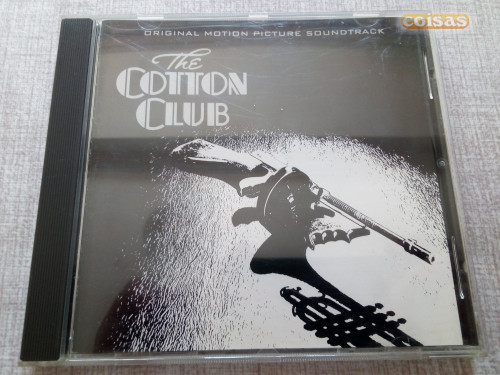 coisas
ORIGINAL MOTION PICTURE SOUNDTRACK
The
COTTON
CLUB